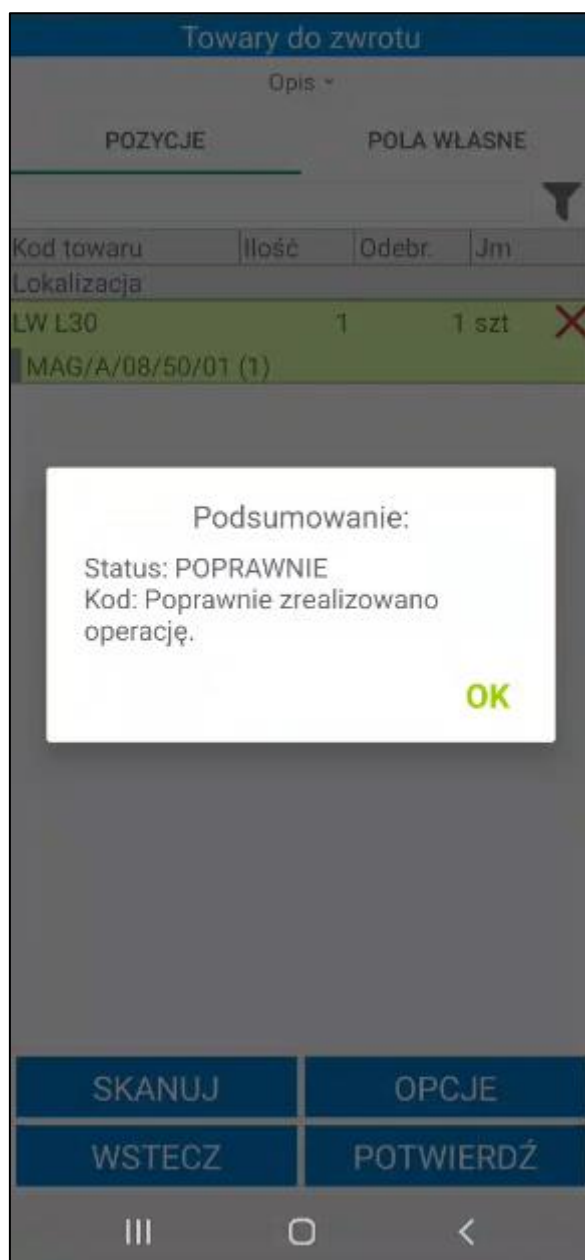 Towary do zwrotu
Opis
POZYCJE POLA WŁASNE
Kod towaru Ilość Odebr. Jm
Lokalizacja
LW L30 1 1 szt
MAG/A/08/50/01 (1)
Podsumowanie:
Status: POPRAWNIE
Kod: Poprawnie zrealizowano
operację.
OK
SKANUJ OPCJE
WSTECZ POTWIERDŹ